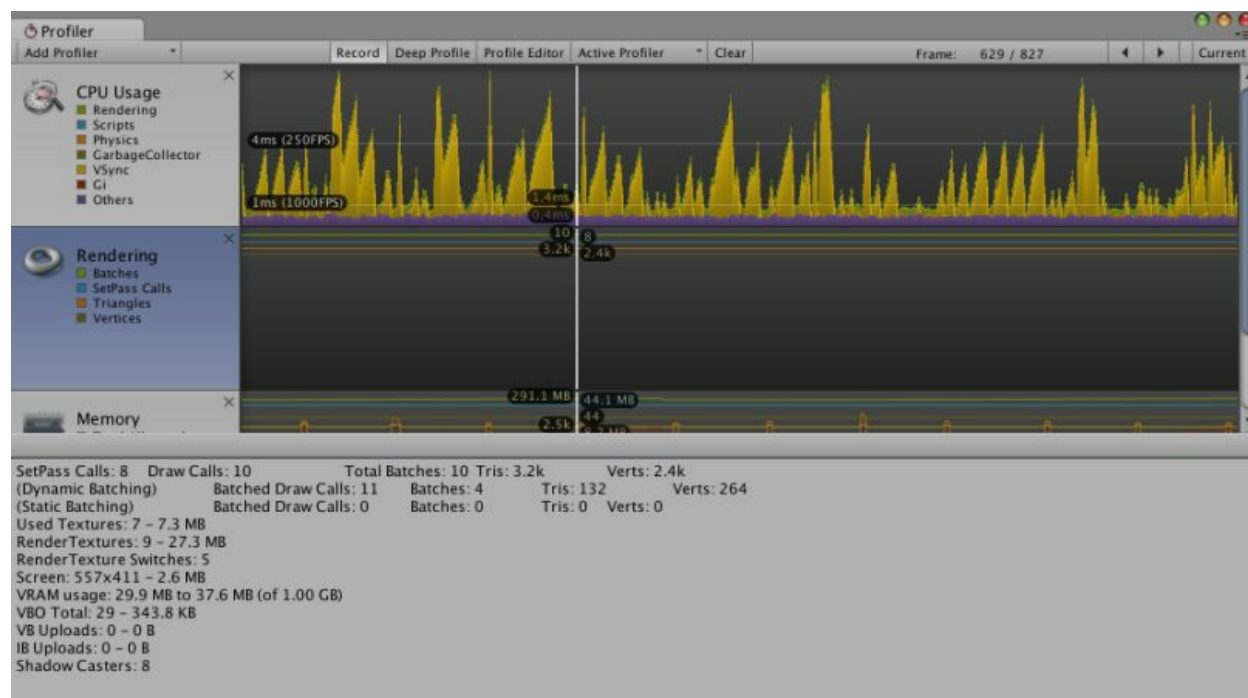 Profiler
Add Profiler Record Deep Profile Profile Editor Active Profiler Clear Frame: 629 / 827 Current
CPU Usage
Rendering
Scripts
Physics
GarbageCollector
VSync
Gi
Others
4ms (250FPS)
1ms (1000FPS)
1.4ms
0.4ms
Rendering
Batches
SetPass Calls
Triangles
Vertices
10 8
3.2k 2.4k
Memory
291.1 MB 44.1 MB
2.5k 44
SetPass Calls: 8 Draw Calls: 10 Total Batches: 10 Tris: 3.2k Verts: 2.4k
(Dynamic Batching) Batched Draw Calls: 11 Batches: 4 Tris: 132 Verts: 264
(Static Batching) Batched Draw Calls: 0 Batches: 0 Tris: 0 Verts: 0
Used Textures: 7 – 7.3 MB
RenderTextures: 9 – 27.3 MB
RenderTexture Switches: 5
Screen: 557x411 – 2.6 MB
VRAM usage: 29.9 MB to 37.6 MB (of 1.00 GB)
VBO Total: 29 – 343.8 KB
VB Uploads: 0 – 0 B
IB Uploads: 0 – 0 B
Shadow Casters: 8